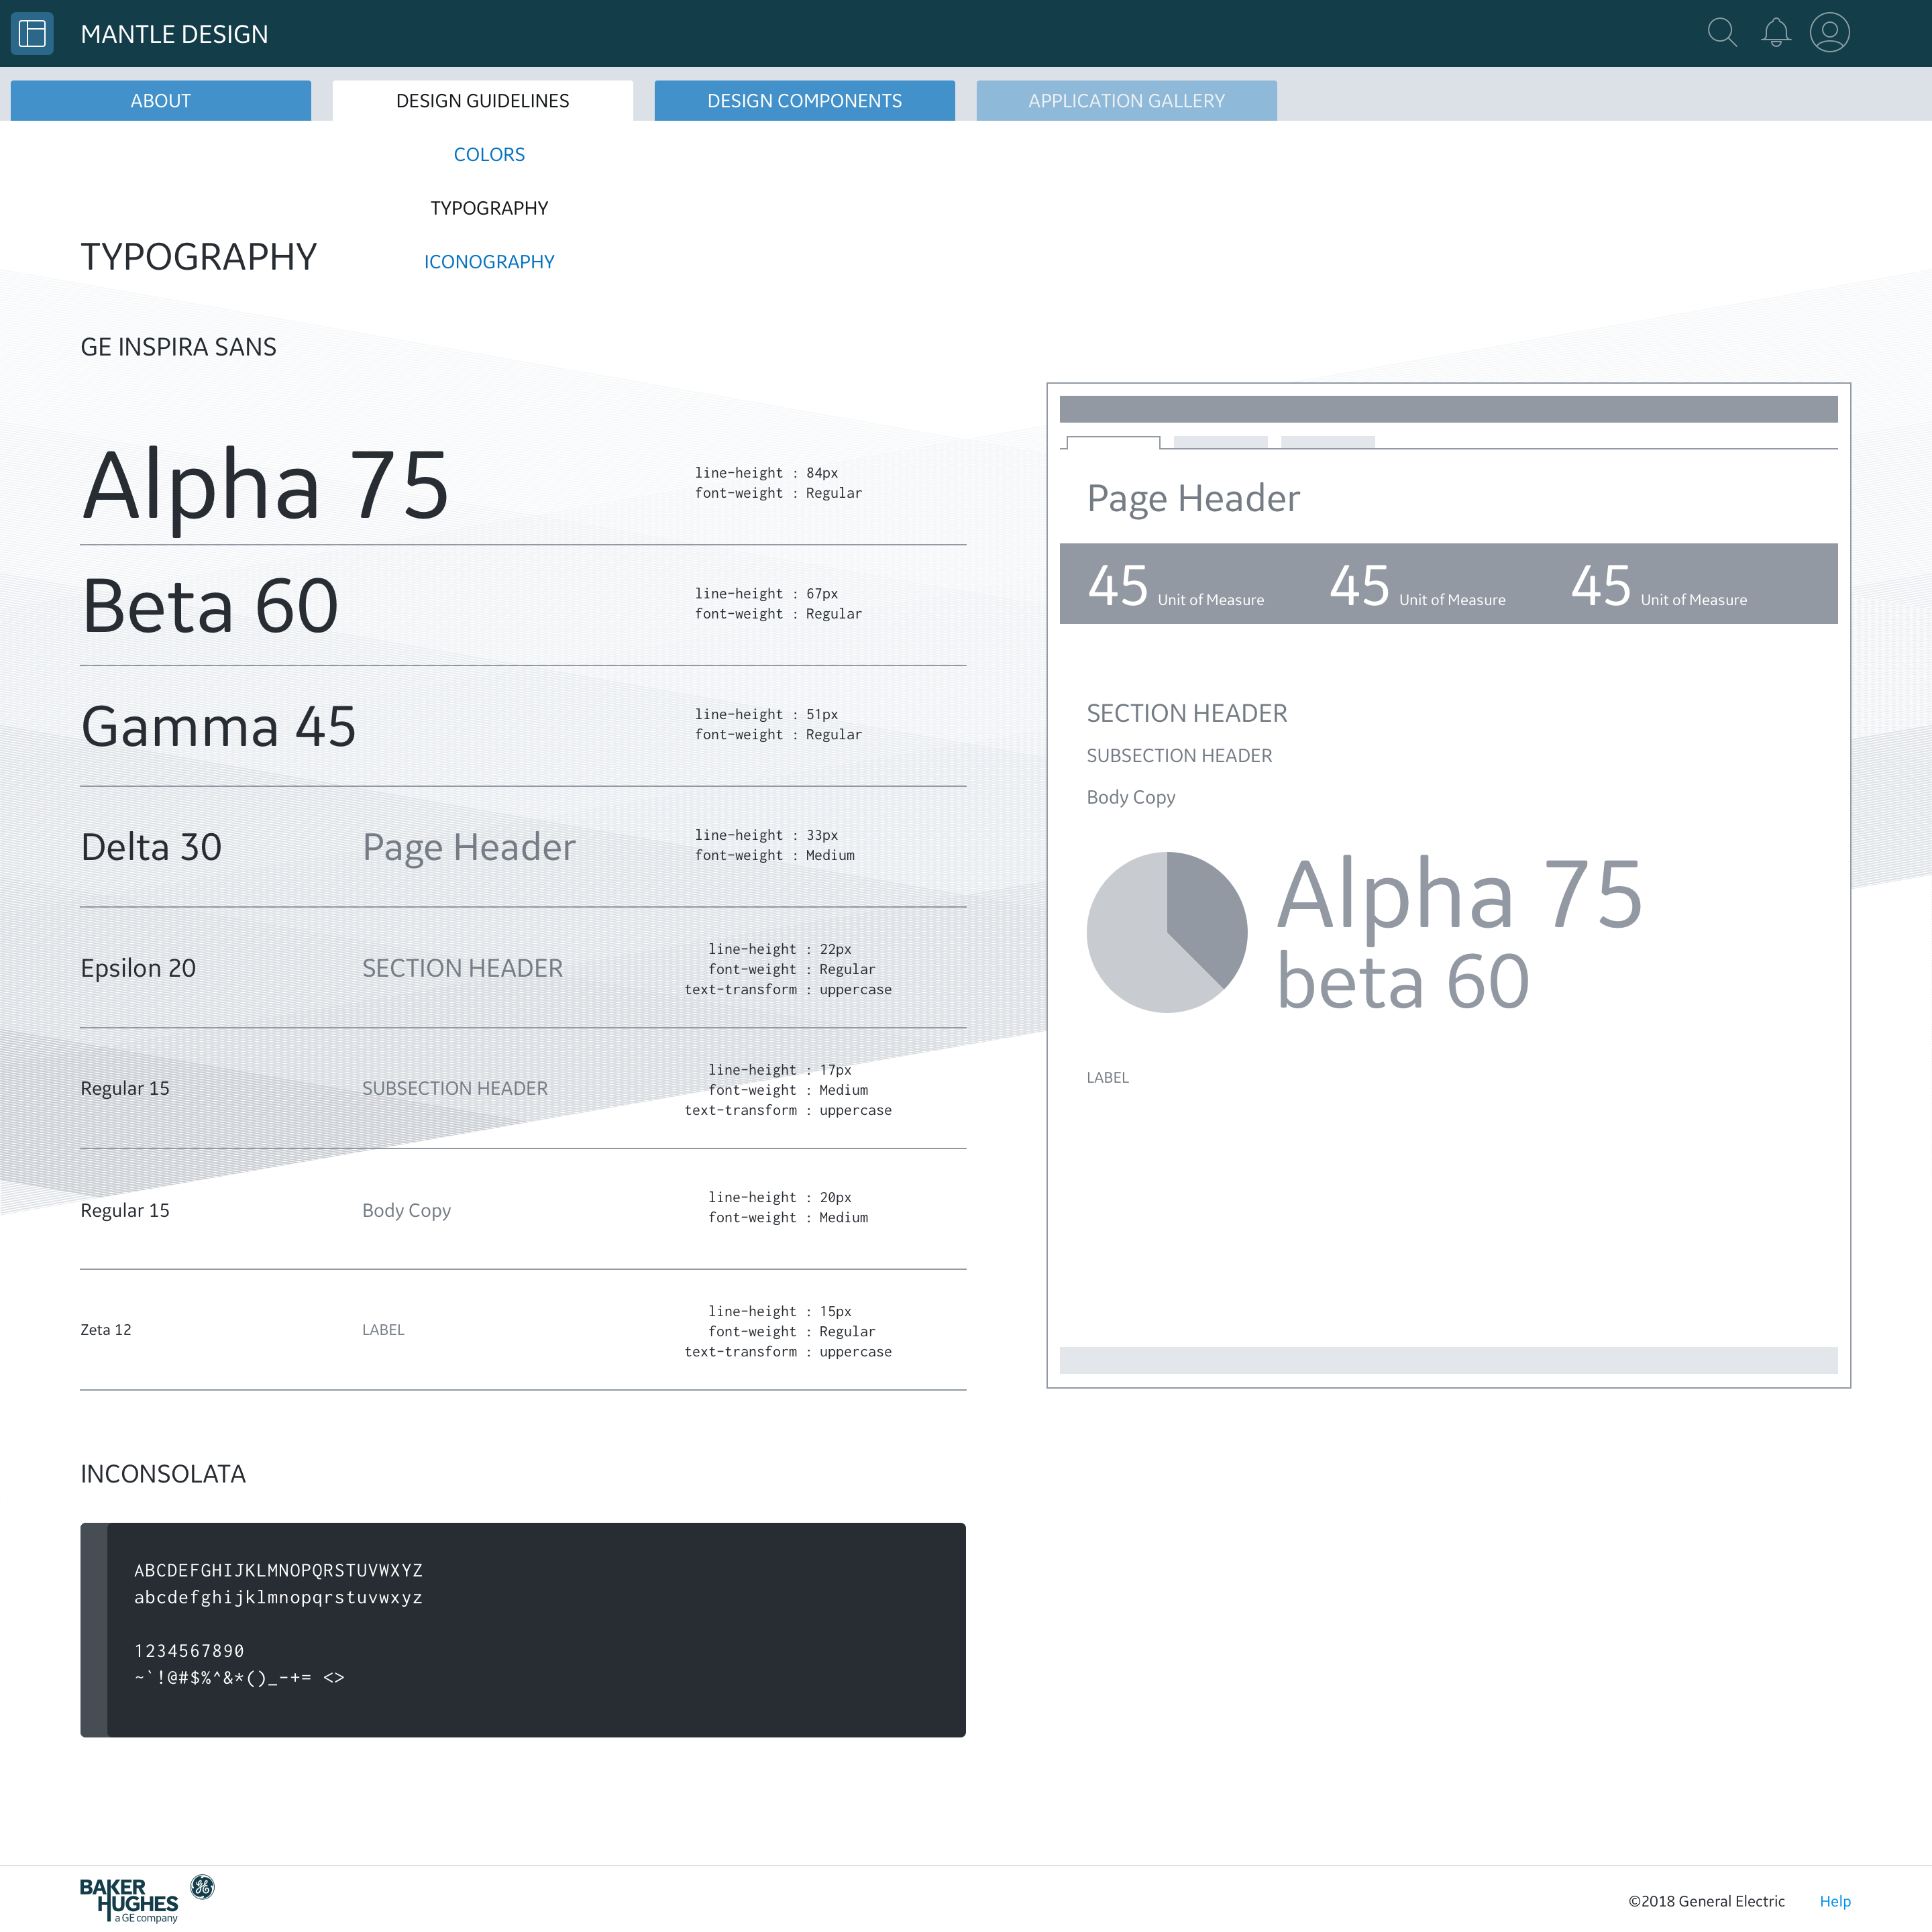 MANTLE DESIGN
ABOUT
DESIGN GUIDELINES
DESIGN COMPONENTS
APPLICATION GALLERY
COLORS
TYPOGRAPHY
ICONOGRAPHY
TYPOGRAPHY
GE INSPIRA SANS
Alpha 75
line-height : 84px
font-weight : Regular
Beta 60
line-height : 67px
font-weight : Regular
Gamma 45
line-height : 51px
font-weight : Regular
Delta 30
Page Header
line-height : 33px
font-weight : Medium
Epsilon 20
SECTION HEADER
line-height : 22px
font-weight : Regular
text-transform : uppercase
Regular 15
SUBSECTION HEADER
line-height : 17px
font-weight : Medium
text-transform : uppercase
Regular 15
Body Copy
line-height : 20px
font-weight : Medium
Zeta 12
LABEL
line-height : 15px
font-weight : Regular
text-transform : uppercase
Page Header
45 Unit of Measure
45 Unit of Measure
45 Unit of Measure
SECTION HEADER
SUBSECTION HEADER
Body Copy
Alpha 75
beta 60
LABEL
INCONSOLATA
ABCDEFGHIJKLMNOPQRSTUVWXYZ
abcdefghijklmnopqrstuvwxyz
1234567890
~`!@#$%^&*()_-+= <>
BAKER
HUGHES
a GE company
GE
©2018 General Electric
Help